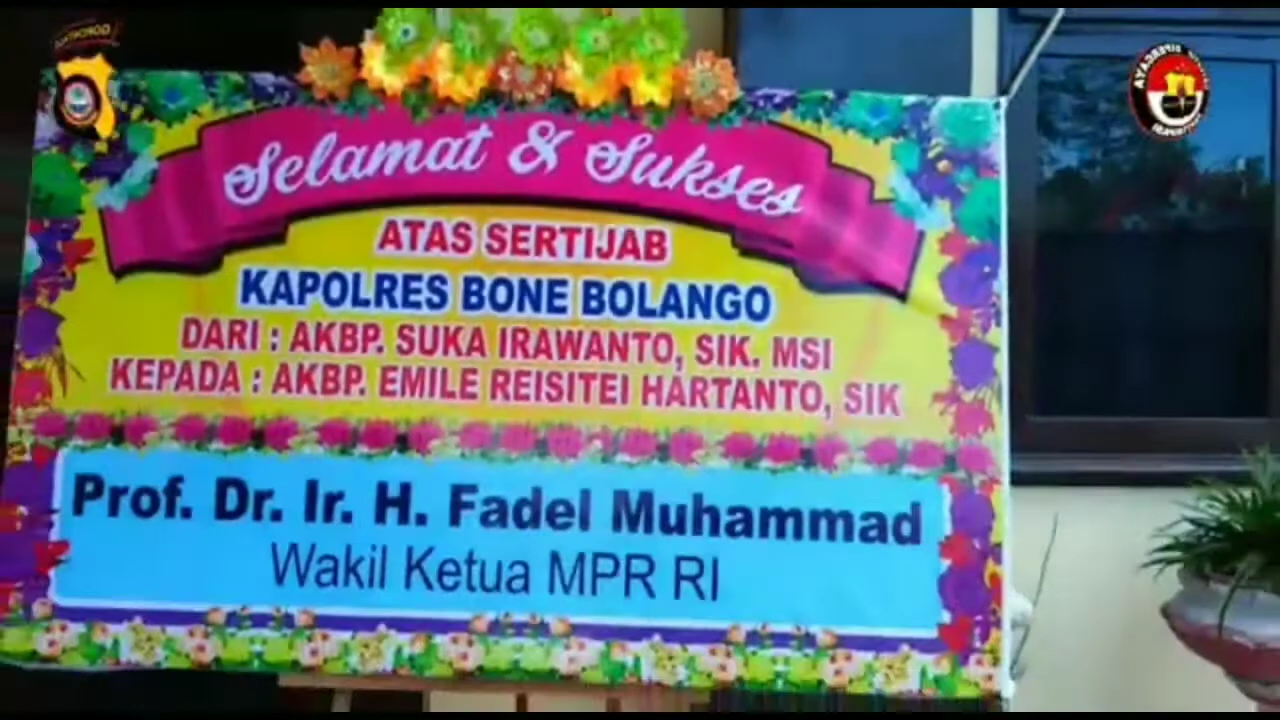 GORONTALO
Selamat & Sukses
ATAS SERTIJAB
KAPOLRES BONE BOLANGO
DARI : AKBP. SUKA IRAWANTO, SIK. MSI
KEPADA : AKBP. EMILE REISITEI HARTANTO, SIK
Prof. Dr. Ir. H. Fadel Muhammad
Wakil Ketua MPR RI